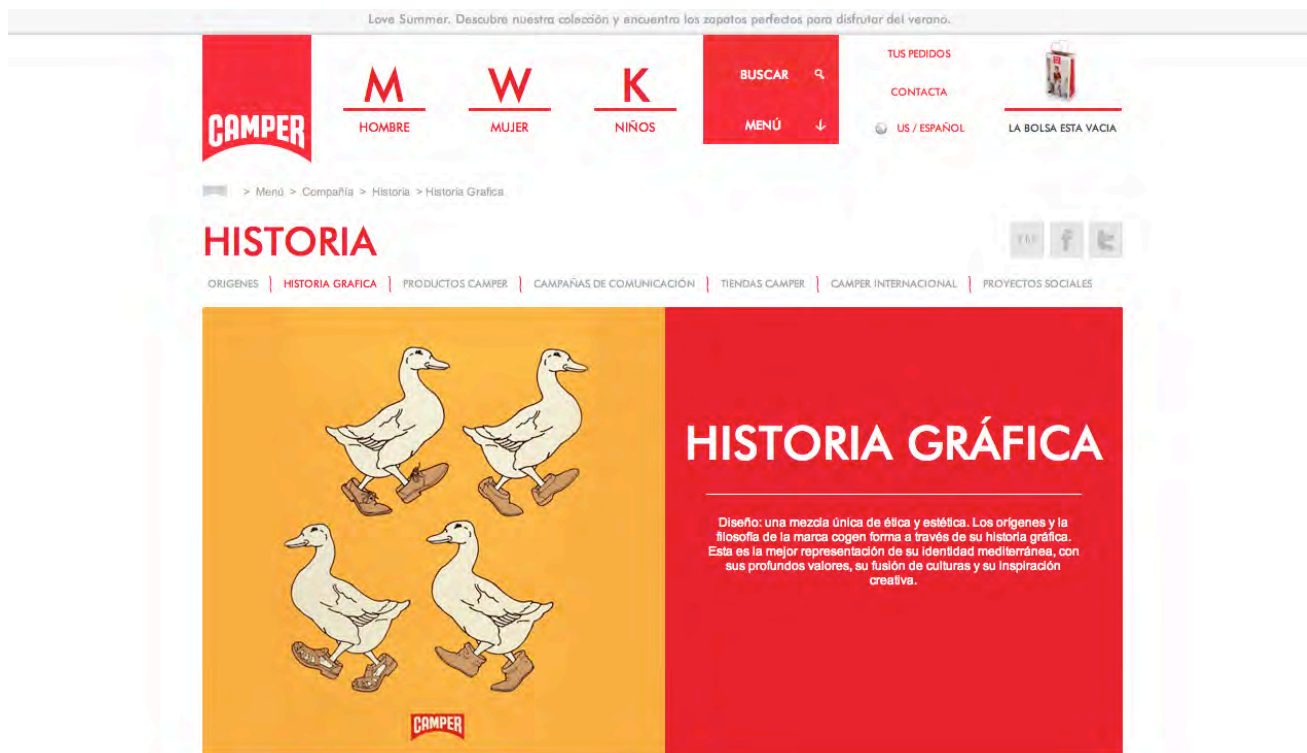 Love Summer. Descubre nuestra colección y encuentra los zapatos perfectos para disfrutar del verano.
CAMPER
M
HOMBRE
W
MUJER
K
NIÑOS
BUSCAR
MENÚ
TUS PEDIDOS
CONTACTA
US / ESPAÑOL
LA BOLSA ESTA VACIA
> Menú > Compañía > Historia > Historia Grafica
HISTORIA
f t
ORIGENES | HISTORIA GRAFICA | PRODUCTOS CAMPER | CAMPAÑAS DE COMUNICACIÓN | TIENDAS CAMPER | CAMPER INTERNACIONAL | PROYECTOS SOCIALES
HISTORIA GRÁFICA
Diseño: una mezcla única de ética y estética. Los orígenes y la
filosofía de la marca cogen forma a través de su historia gráfica.
Esta es la mejor representación de su identidad mediterránea, con
sus profundos valores, su fusión de culturas y su inspiración
creativa.
CAMPER